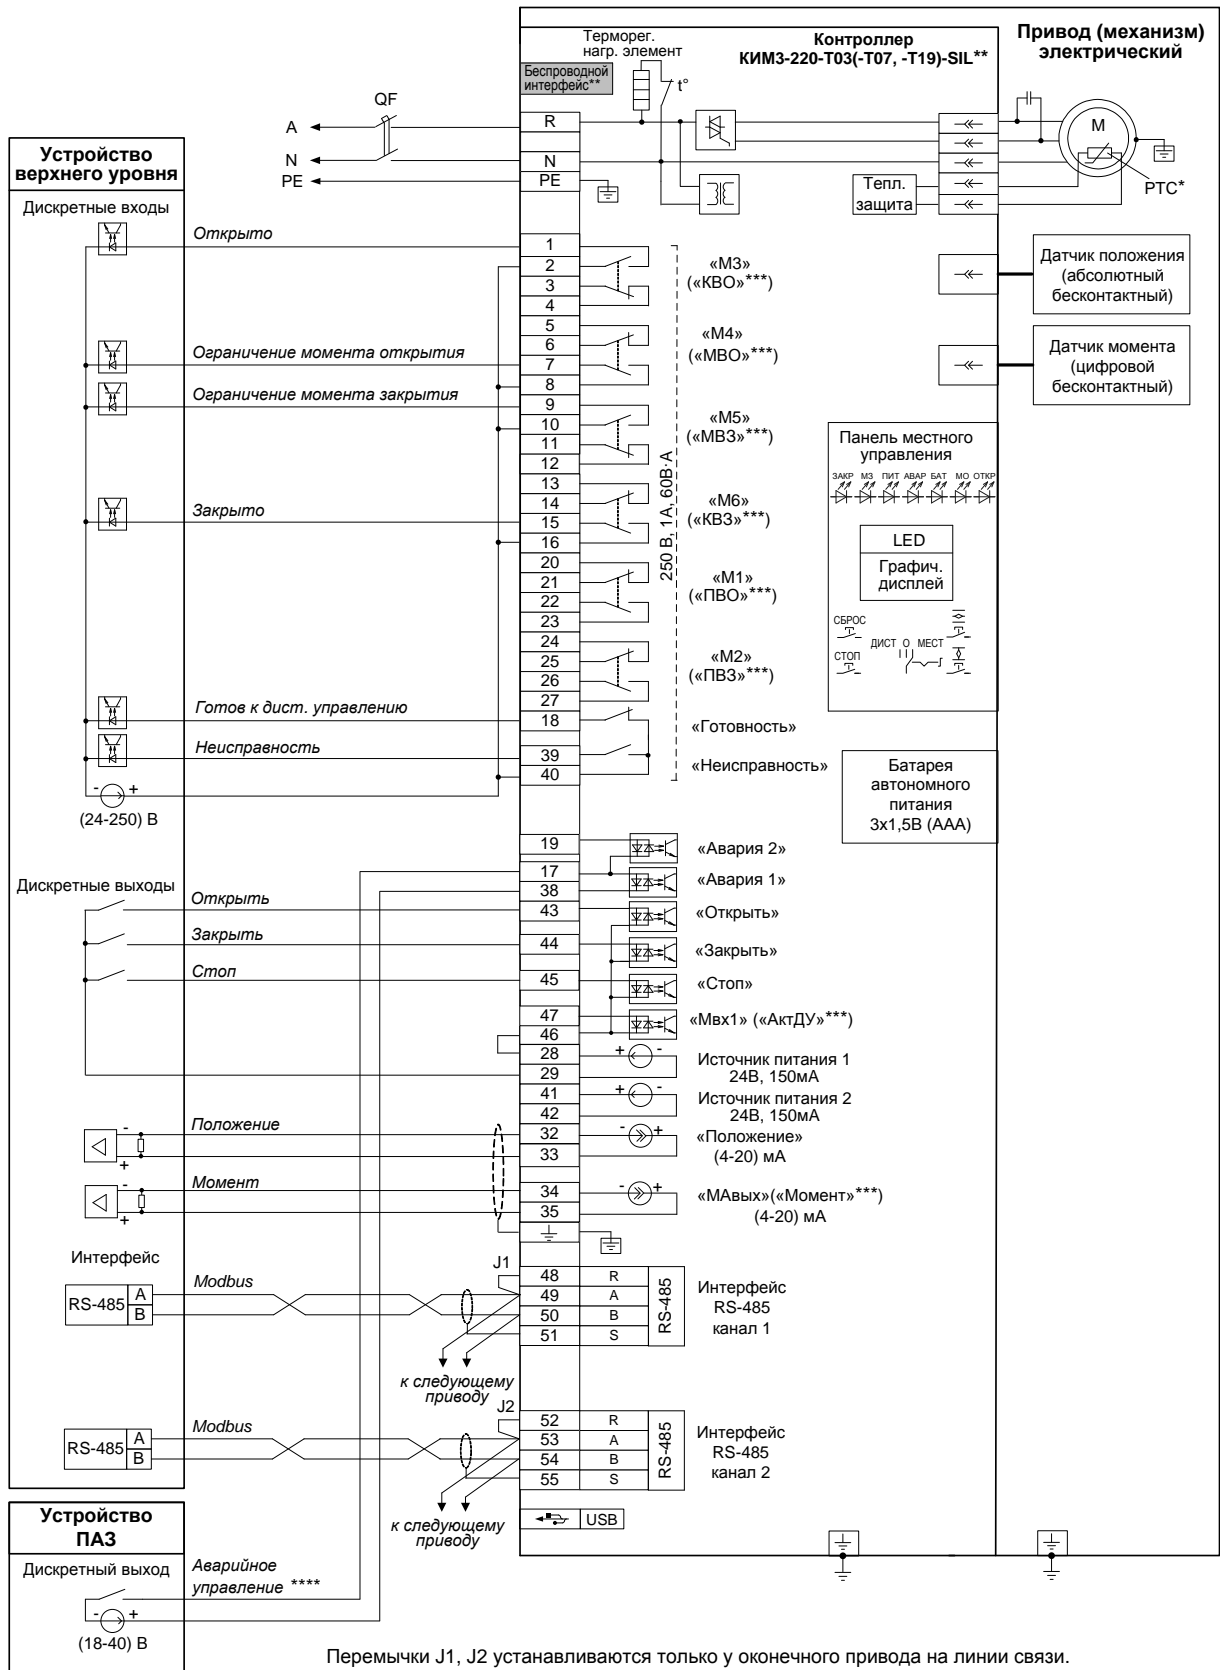 Контроллер
КИМ3-220-Т03(-Т07, -Т19)-SIL**
Привод (механизм)
электрический
Терморег.
нагр. элемент
Беспроводной
интерфейс**
t°
QF
A
N
PE
R
N
PE
Тепл.
защита
M
PTC*
Устройство
верхнего уровня
Дискретные входы
Открыто
1
2
3
4
«М3»
(«КВО»***)
Датчик положения
(абсолютный
бесконтактный)
Ограничение момента открытия
5
6
7
8
«М4»
(«МВО»***)
Датчик момента
(цифровой
бесконтактный)
Ограничение момента закрытия
9
10
11
12
«М5»
(«МВЗ»***)
Закрыто
13
14
15
16
«М6»
(«КВЗ»***)
250 В, 1А, 60В·А
20
21
22
23
«М1»
(«ПВО»***)
24
25
26
27
«М2»
(«ПВЗ»***)
Панель местного
управления
ЗАКР МЗ ПИТ АВАР БАТ МО ОТКР
LED
Графич.
дисплей
СБРОС
ДИСТ О МЕСТ
СТОП
Готов к дист. управлению
18
«Готовность»
Неисправность
39
40
«Неисправность»
- +
(24-250) В
Батарея
автономного
питания
3х1,5В (ААА)
19
«Авария 2»
17
38
«Авария 1»
Дискретные выходы
Открыть
43
«Открыть»
Закрыть
44
«Закрыть»
Стоп
45
«Стоп»
47
46
«Мвх1» («АктДУ»***)
28
29
+ -
Источник питания 1
24В, 150мА
41
42
+ -
Источник питания 2
24В, 150мА
-
+
Положение
32
33
- +
«Положение»
(4-20) мА
-
+
Момент
34
35
- +
«МАвых»(«Момент»***)
(4-20) мА
Интерфейс
RS-485
A
B
Modbus
J1
48 R
49 A
50 B
51 S
RS-485
Интерфейс
RS-485
канал 1
к следующему
приводу
RS-485
A
B
Modbus
J2
52 R
53 A
54 B
55 S
RS-485
Интерфейс
RS-485
канал 2
к следующему
приводу
USB
Устройство
ПАЗ
Дискретный выход
Аварийное
управление ****
- +
(18-40) В
Перемычки J1, J2 устанавливаются только у оконечного привода на линии связи.